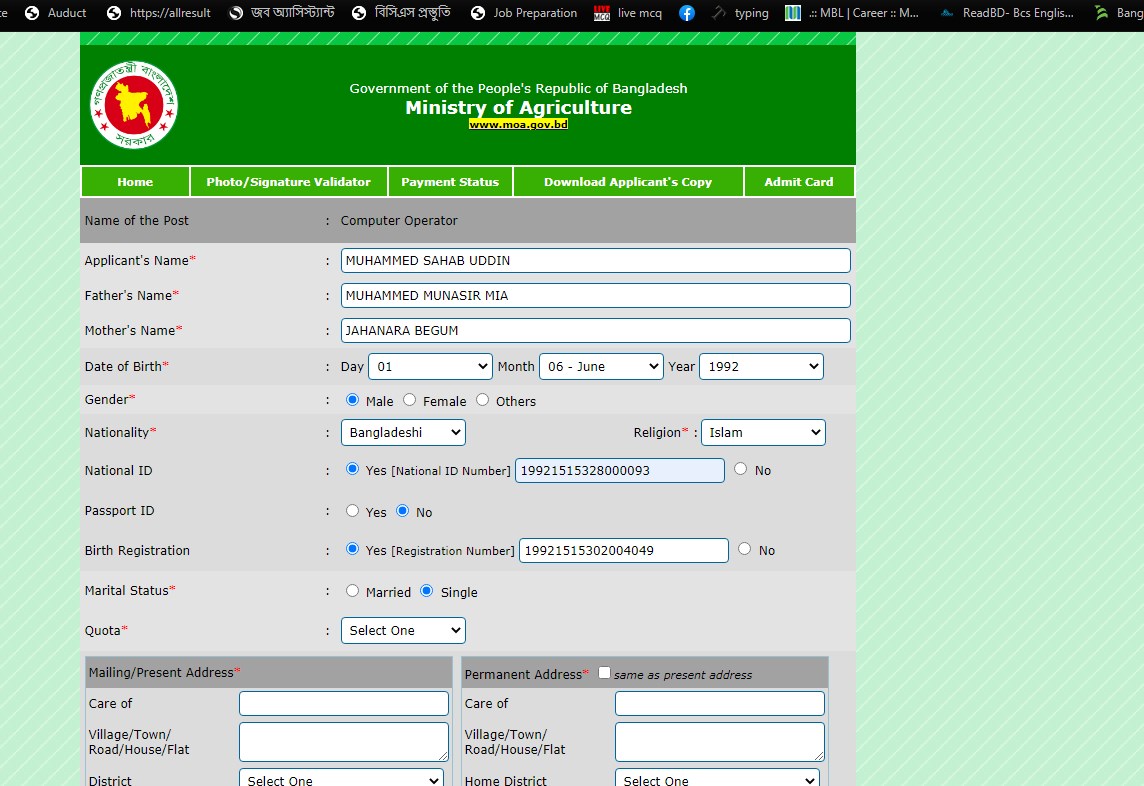 te Auduct https://allresult জব অ্যাসিস্ট্যান্ট বিসিএস প্রস্তুতি Job Preparation LIVE MCQ live mcq typing .:: MBL | Career :: M... ReadBD- Bcs Englis... Bang
গণপ্রজাতন্ত্রী বাংলাদেশ
সরকার
Government of the People's Republic of Bangladesh
Ministry of Agriculture
www.moa.gov.bd
Home Photo/Signature Validator Payment Status Download Applicant's Copy Admit Card
Name of the Post : Computer Operator
Applicant's Name* : MUHAMMED SAHAB UDDIN
Father's Name* : MUHAMMED MUNASIR MIA
Mother's Name* : JAHANARA BEGUM
Date of Birth* : Day 01 Month 06 - June Year 1992
Gender* : Male Female Others
Nationality* : Bangladeshi Religion* : Islam
National ID : Yes [National ID Number] 19921515328000093 No
Passport ID : Yes No
Birth Registration : Yes [Registration Number] 19921515302004049 No
Marital Status* : Married Single
Quota* : Select One
Mailing/Present Address* Permanent Address* same as present address
Care of Care of
Village/Town/ Village/Town/
Road/House/Flat Road/House/Flat
District Select One Home District Select One